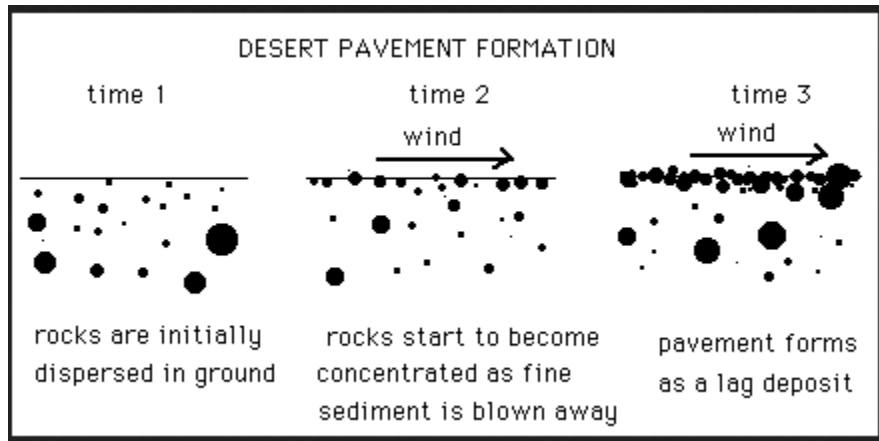 DESERT PAVEMENT FORMATION
time 1
time 2
time 3
wind
wind
rocks are initially
dispersed in ground
rocks start to become
concentrated as fine
sediment is blown away
pavement forms
as a lag deposit